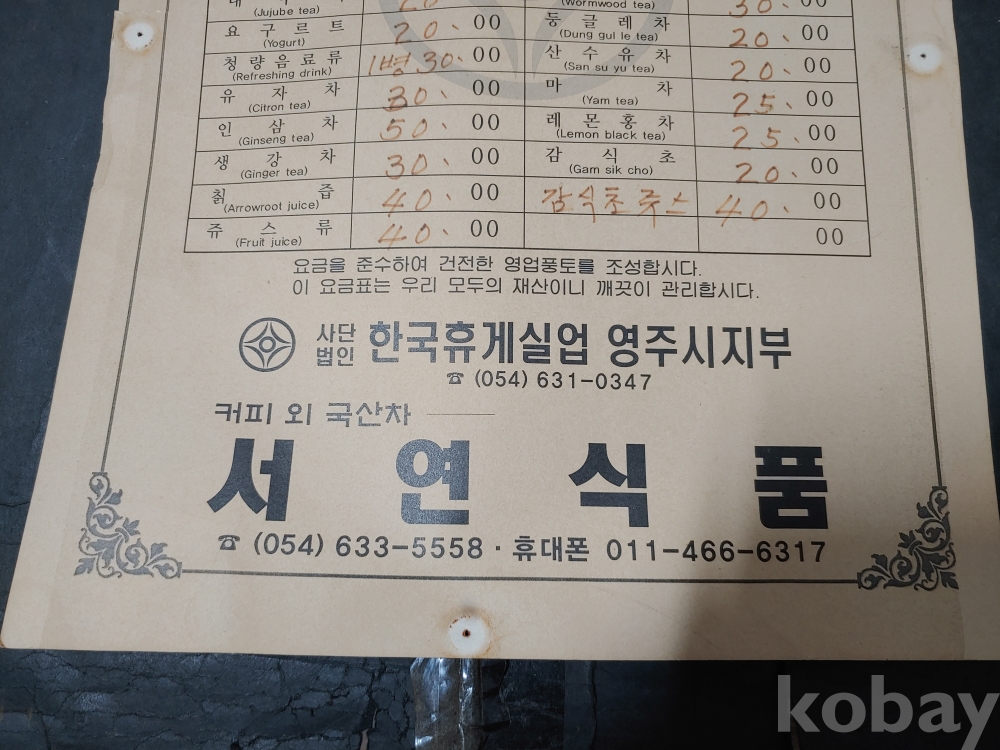 (Jujube tea) (Wormwood tea) 30. 00
요구르트 (Yogurt) 20. 00 둥글레차 (Dung gul le tea) 20. 00
청량음료류 (Refreshing drink) 1병 30. 00 산수유차 (San su yu tea) 20. 00
유자차 (Citron tea) 30. 00 마차 (Yam tea) 25. 00
인삼차 (Ginseng tea) 50. 00 레몬홍차 (Lemon black tea) 25. 00
생강차 (Ginger tea) 30. 00 감식초 (Gam sik cho) 20. 00
칡즙 (Arrowroot juice) 40. 00 감식초쥬스 40. 00
쥬스류 (Fruit juice) 40. 00 00
요금을 준수하여 건전한 영업풍토를 조성합시다.
이 요금표는 우리 모두의 재산이니 깨끗이 관리합시다.
사단법인 한국휴게실업 영주시지부
☎ (054) 631-0347
커피 외 국산차
서연식품
☎ (054) 633-5558 · 휴대폰 011-466-6317
kobay